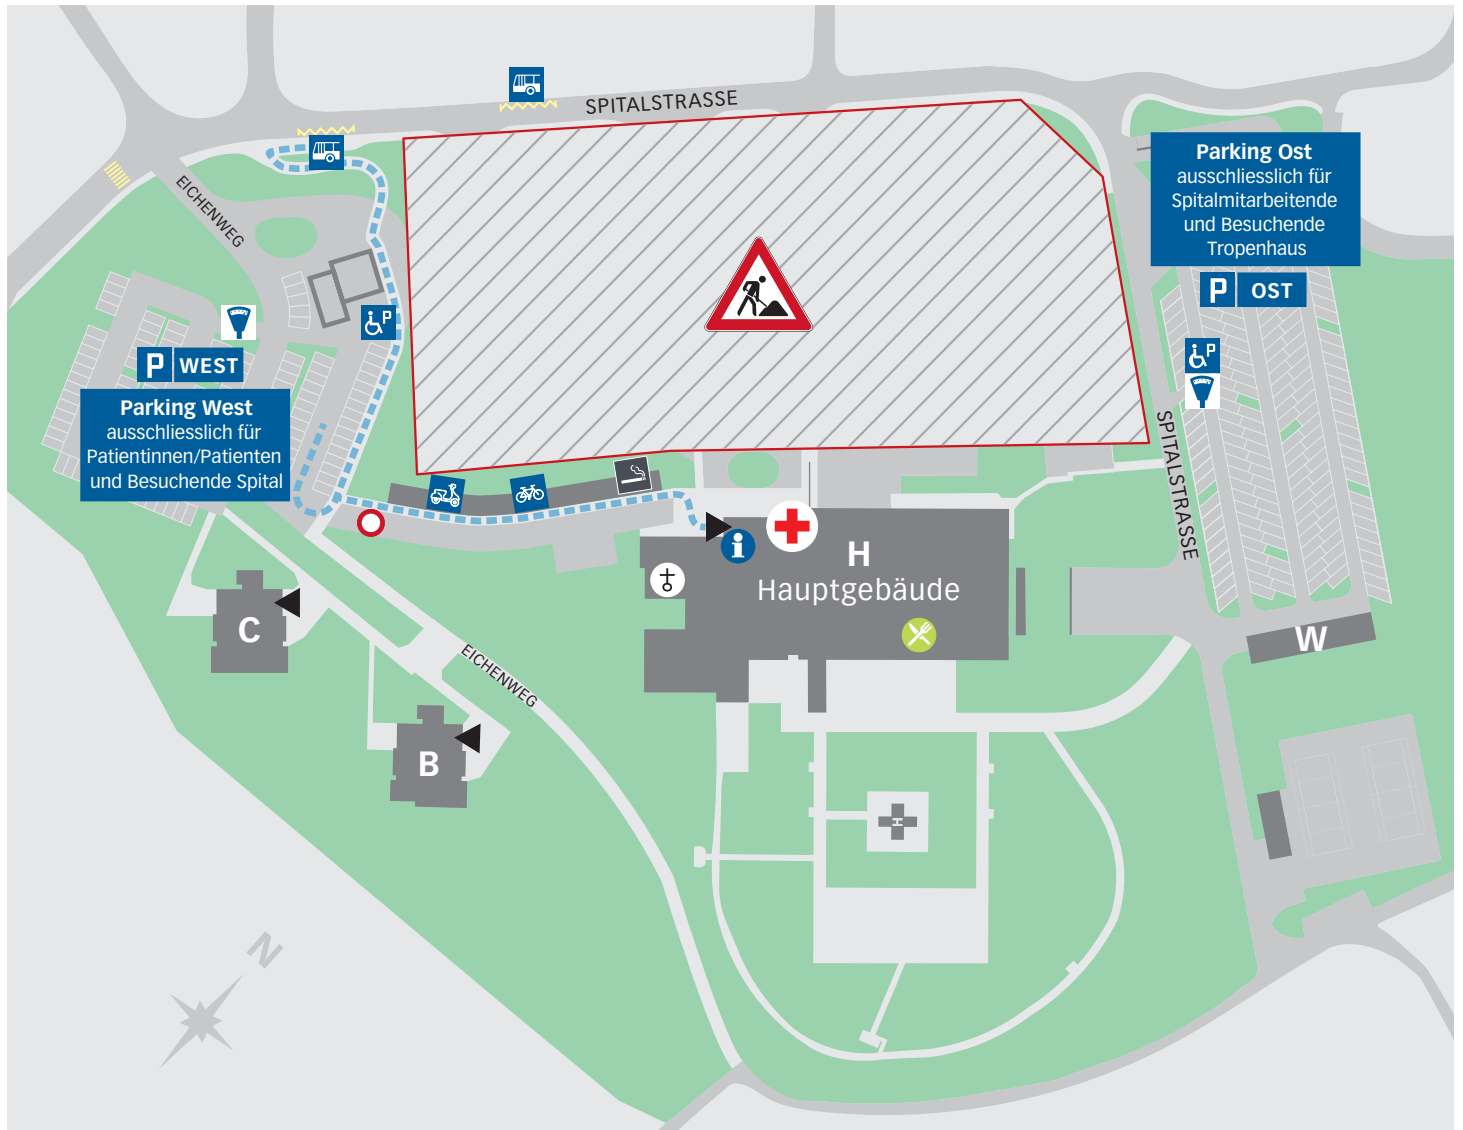 SPITALSTRASSE
EICHENWEG
Parking Ost
ausschliesslich für
Spitalmitarbeitende
und Besuchende
Tropenhaus
P OST
P
P WEST
Parking West
ausschliesslich für
Patientinnen/Patienten
und Besuchende Spital
P
SPITALSTRASSE
i
H
Hauptgebäude
C
EICHENWEG
W
B
H
N